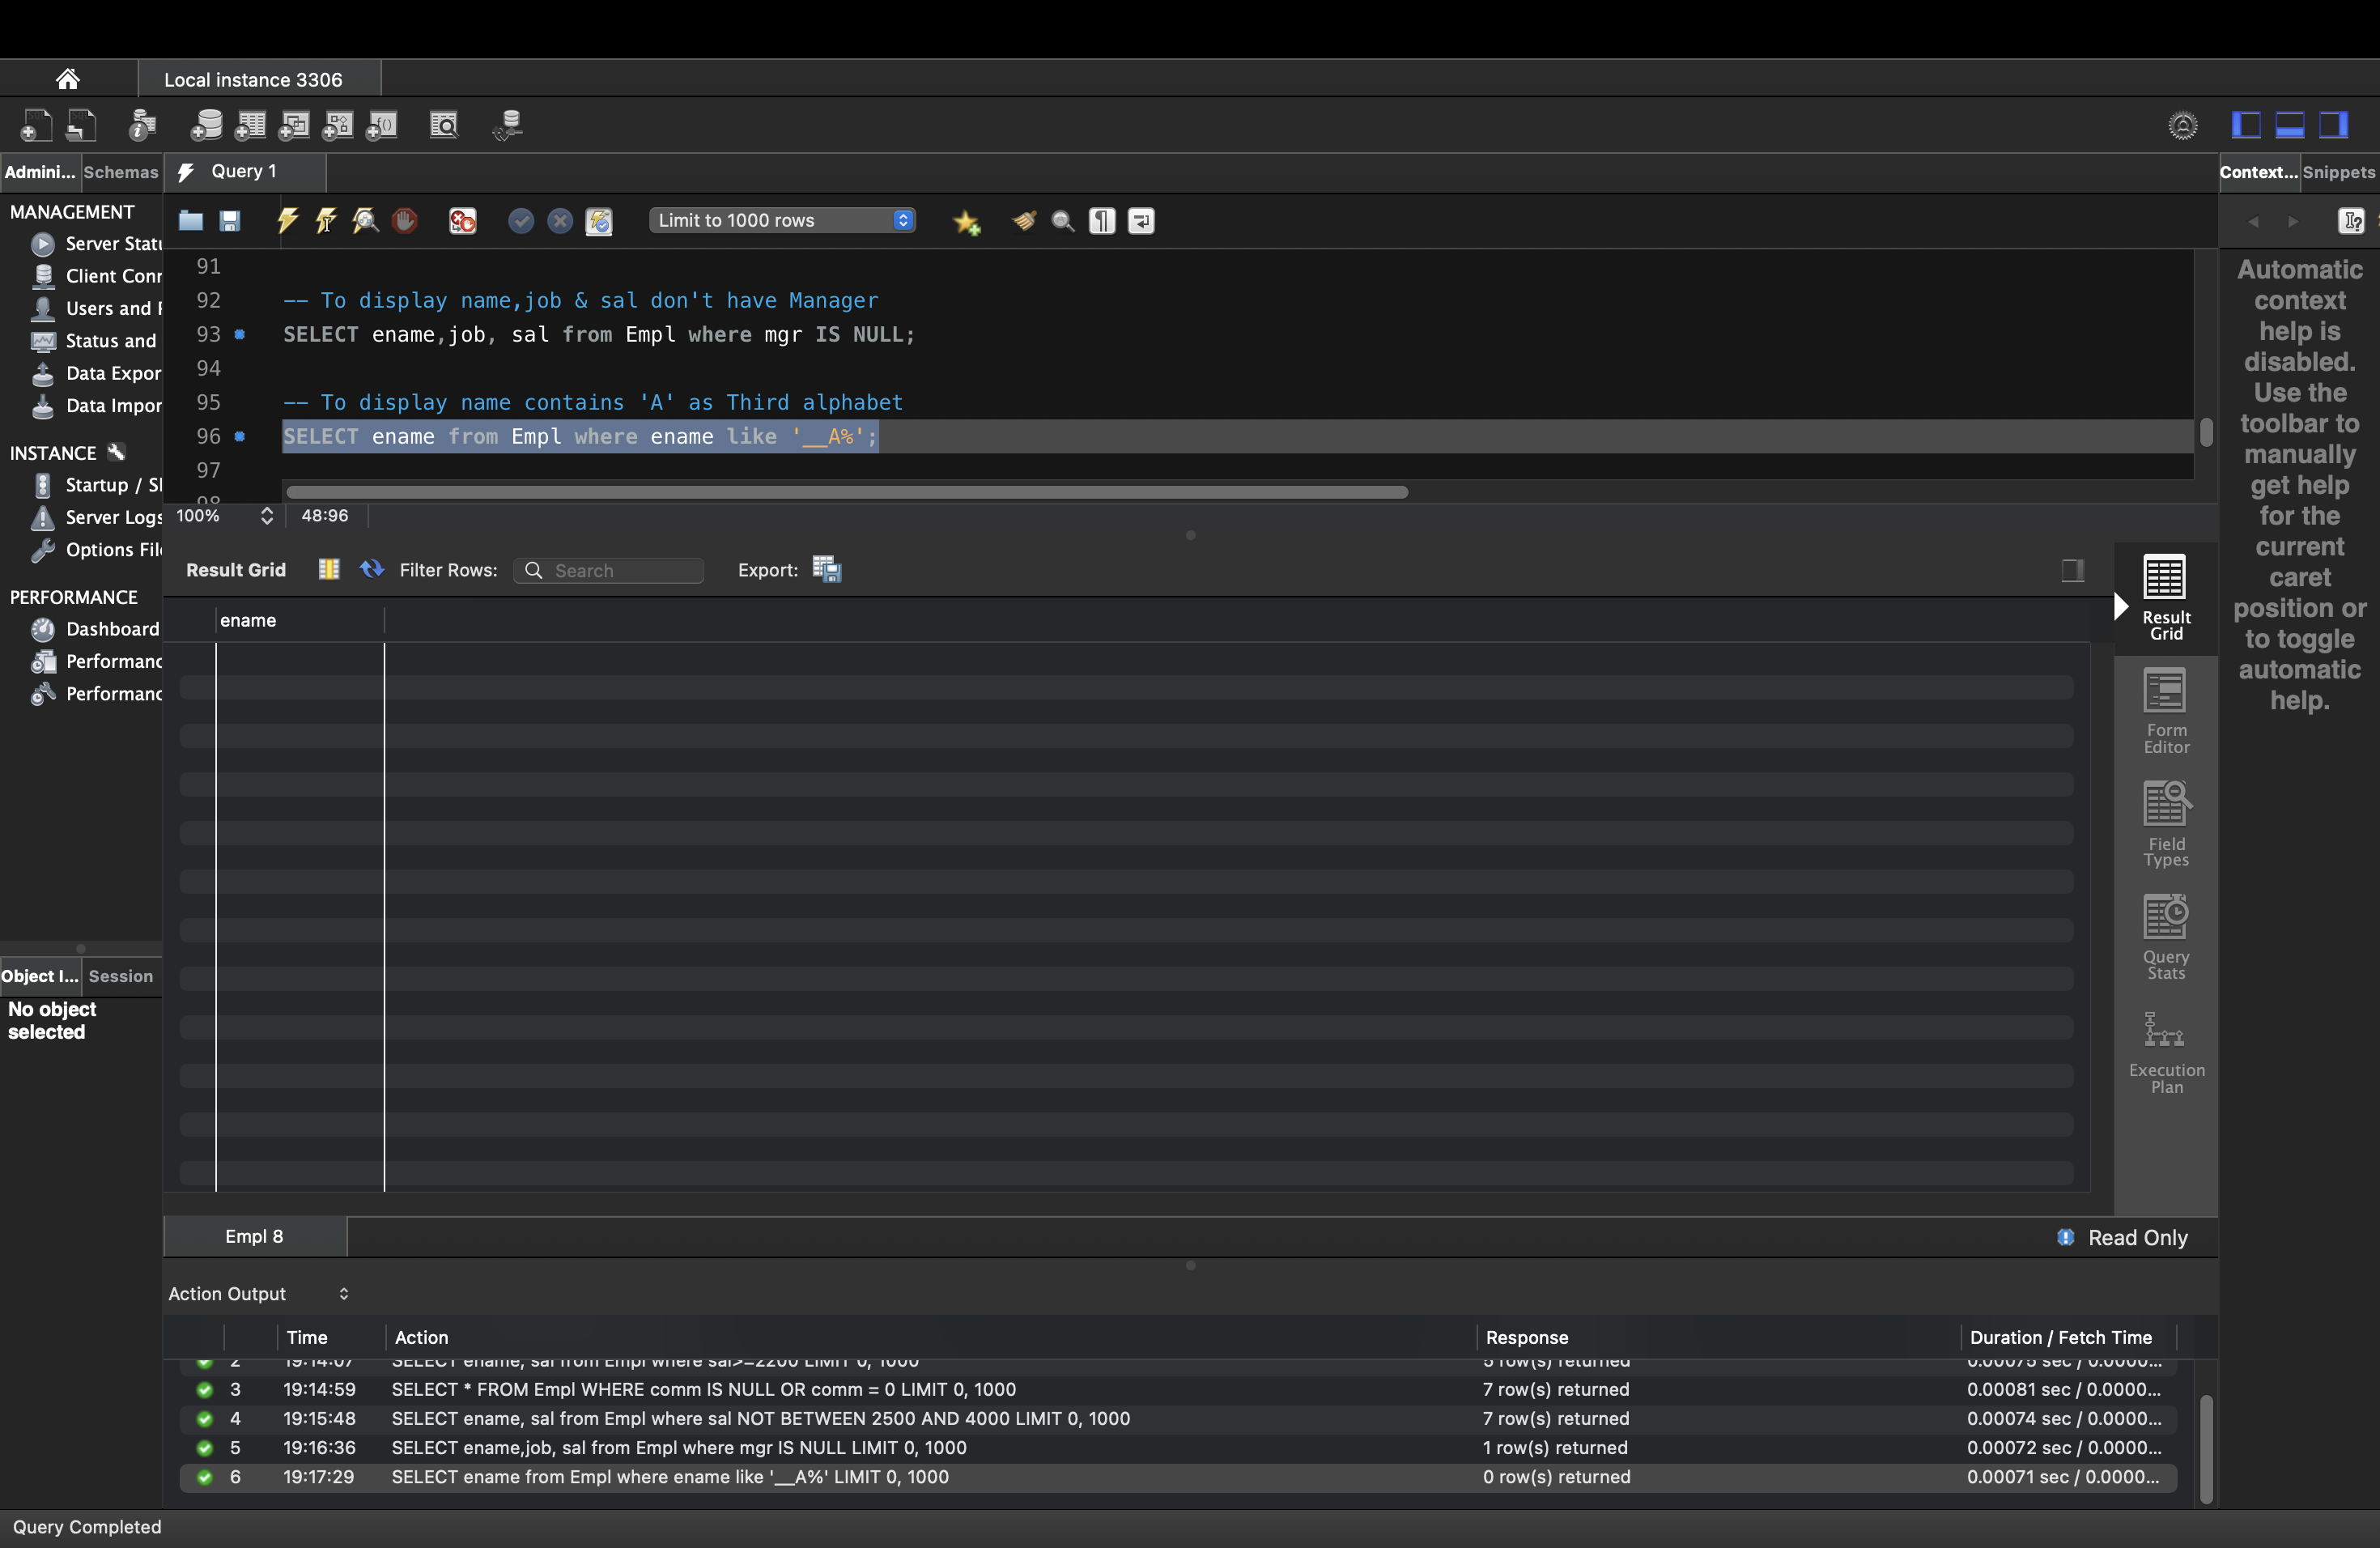 Local instance 3306
Admini... Schemas
Query 1
Context... Snippets
MANAGEMENT
Server Statu
Client Conn
Users and P
Status and
Data Expor
Data Impor
INSTANCE
Startup / Sh
Server Logs
Options File
PERFORMANCE
Dashboard
Performanc
Performanc
Object I... Session
No object
selected
Limit to 1000 rows
91
92 -- To display name,job & sal don't have Manager
93 SELECT ename,job, sal from Empl where mgr IS NULL;
94
95 -- To display name contains 'A' as Third alphabet
96 SELECT ename from Empl where ename like '__A%';
97
98
100% 48:96
Result Grid Filter Rows: Search Export:
ename
Result
Grid
Form
Editor
Field
Types
Query
Stats
Execution
Plan
Automatic
context
help is
disabled.
Use the
toolbar to
manually
get help
for the
current
caret
position or
to toggle
automatic
help.
Empl 8 Read Only
Action Output
Time Action Response Duration / Fetch Time
2 19:14:07 SELECT ename, sal from Empl where sal>=2200 LIMIT 0, 1000 5 row(s) returned 0.00075 sec / 0.0000...
3 19:14:59 SELECT * FROM Empl WHERE comm IS NULL OR comm = 0 LIMIT 0, 1000 7 row(s) returned 0.00081 sec / 0.0000...
4 19:15:48 SELECT ename, sal from Empl where sal NOT BETWEEN 2500 AND 4000 LIMIT 0, 1000 7 row(s) returned 0.00074 sec / 0.0000...
5 19:16:36 SELECT ename,job, sal from Empl where mgr IS NULL LIMIT 0, 1000 1 row(s) returned 0.00072 sec / 0.0000...
6 19:17:29 SELECT ename from Empl where ename like '__A%' LIMIT 0, 1000 0 row(s) returned 0.00071 sec / 0.0000...
Query Completed